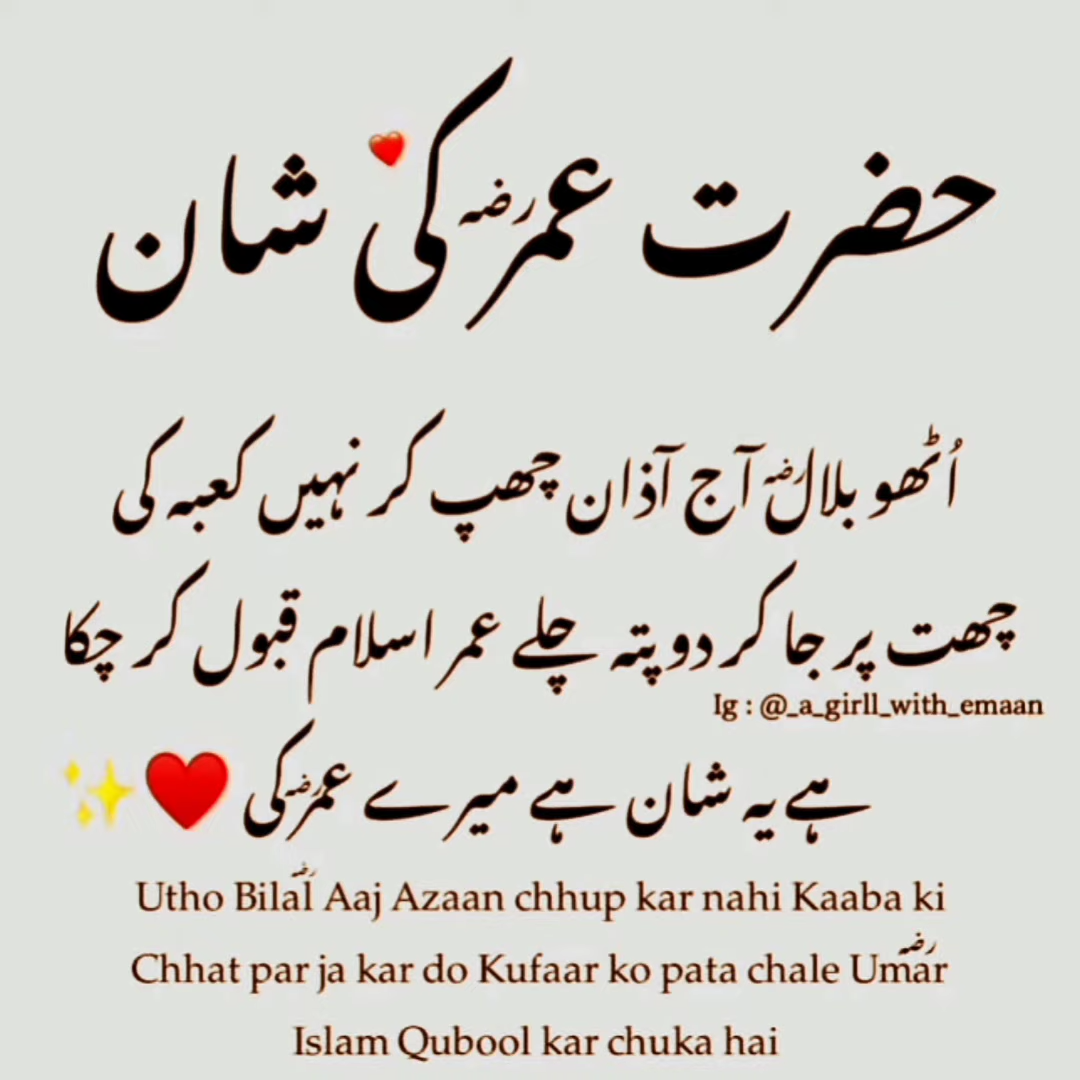 حضرت عمرؓ کی شان
اُٹھو بلالؓ آج آذان چھپ کر نہیں کعبہ کی
چھت پر جا کر دو پتہ چلے عمر اسلام قبول کر چکا
Ig : @_a_girll_with_emaan
ہے یہ شان ہے میرے عمرؓ کی ❤️✨
Utho Bilalؓ Aaj Azaan chhup kar nahi Kaaba ki
Chhat par ja kar do Kufaar ko pata chale Umarؓ
Islam Qubool kar chuka hai